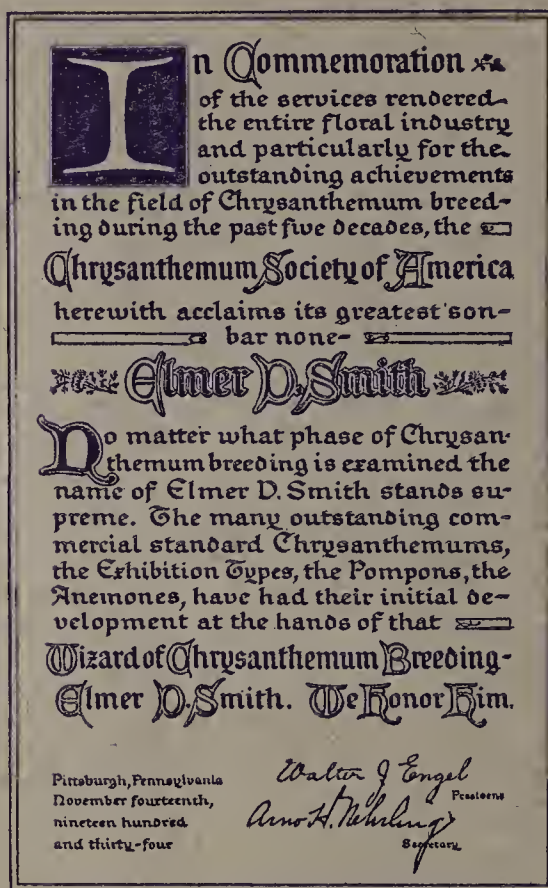 In Commemoration
of the services rendered
the entire floral industry
and particularly for the
outstanding achievements
in the field of Chrysanthemum breed-
ing during the past five decades, the
Chrysanthemum Society of America
herewith acclaims its greatest son-
bar none-
Elmer D. Smith
No matter what phase of Chrysan-
themum breeding is examined the
name of Elmer D. Smith stands su-
preme. The many outstanding com-
mercial standard Chrysanthemums,
the Exhibition Types, the Pompons, the
Anemones, have had their initial de-
velopment at the hands of that
Wizard of Chrysanthemum Breeding-
Elmer D. Smith. We Honor Him.
Pittsburgh, Pennsylvania
November fourteenth,
nineteen hundred
and thirty-four
Walter J Engel
President
Arno H. Nehrling
Secretary